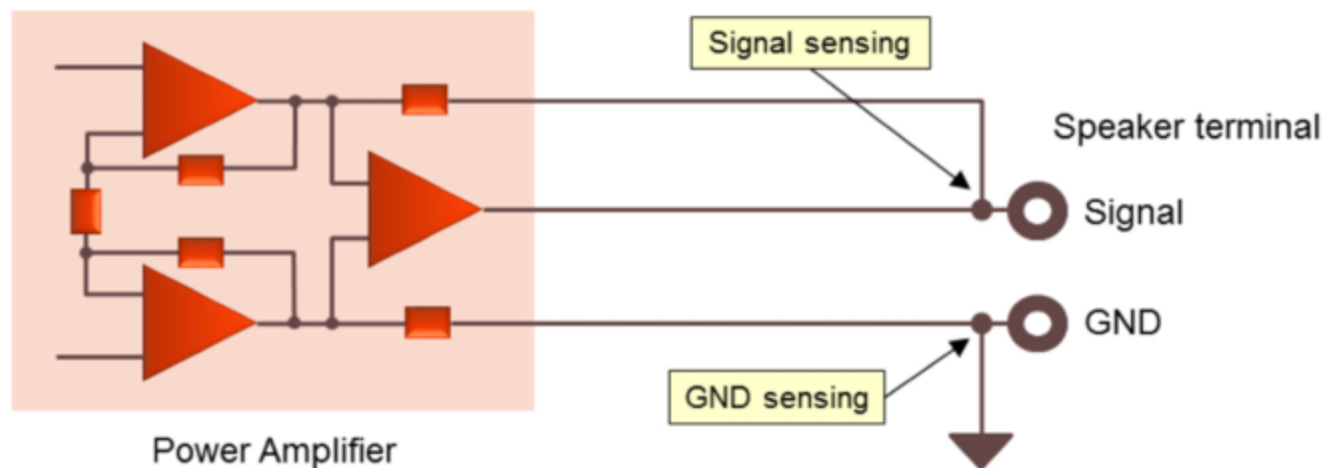 Signal sensing
Speaker terminal
Signal
GND
GND sensing
Power Amplifier